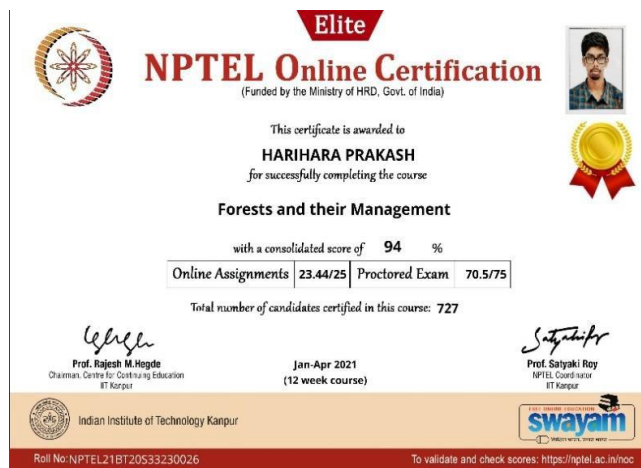 Elite
NPTEL Online Certification
(Funded by the Ministry of HRD, Govt. of India)
This certificate is awarded to
HARIHARA PRAKASH
for successfully completing the course
Forests and their Management
with a consolidated score of 94 %
Online Assignments 23.44/25 Proctored Exam 70.5/75
Total number of candidates certified in this course: 727
Prof. Rajesh M.Hegde
Chairman, Centre for Continuing Education
IIT Kanpur
Jan-Apr 2021
(12 week course)
Prof. Satyaki Roy
NPTEL Coordinator
IIT Kanpur
Indian Institute of Technology Kanpur
FREE ONLINE EDUCATION
swayam
Roll No:NPTEL21BT20S33230026
To validate and check scores: https://nptel.ac.in/noc